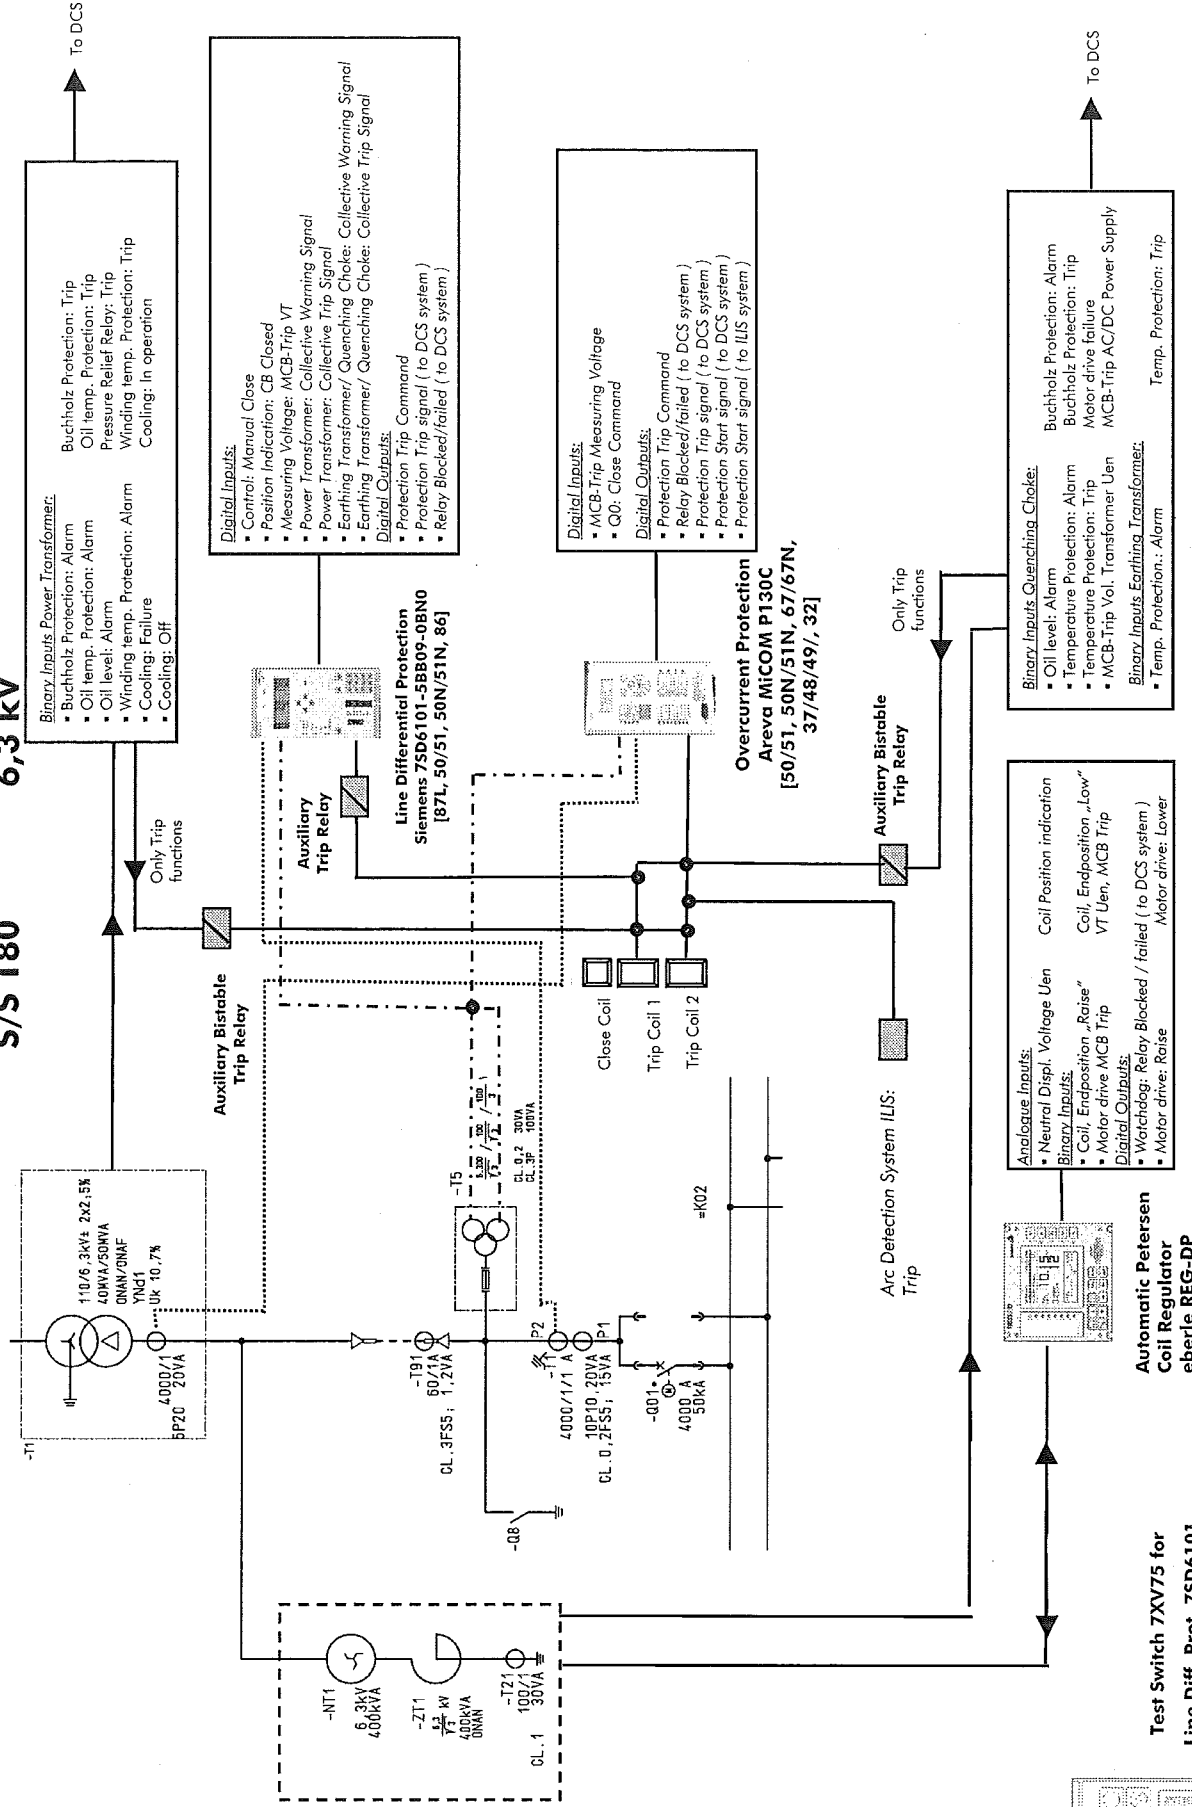 S/S 180
6,3 kV
To DCS
Binary Inputs Power Transformer:
▪ Buchholz Protection: Alarm
Buchholz Protection: Trip
▪ Oil temp. Protection: Alarm
Oil temp. Protection: Trip
▪ Oil level: Alarm
Pressure Relief Relay: Trip
▪ Winding temp. Protection: Alarm
Winding temp. Protection: Trip
▪ Cooling: Failure
Cooling: In operation
▪ Cooling: Off
Only Trip
functions
Auxiliary Bistable
Trip Relay
-T1
110/6,3kV± 2x2,5%
40MVA/50MVA
ONAN/ONAF
YNd1
Uk 10,7%
4000/1
5P20 20VA
Digital Inputs:
▪ Control: Manual Close
▪ Position Indication: CB Closed
▪ Measuring Voltage: MCB-Trip VT
▪ Power Transformer: Collective Warning Signal
▪ Power Transformer: Collective Trip Signal
▪ Earthing Transformer/ Quenching Choke: Collective Warning Signal
▪ Earthing Transformer/ Quenching Choke: Collective Trip Signal
Digital Outputs:
▪ Protection Trip Command
▪ Protection Trip signal ( to DCS system )
▪ Relay Blocked/failed ( to DCS system )
Auxiliary
Trip Relay
Line Differential Protection
Siemens 7SD6101-5BB09-0BN0
[87L, 50/51, 50N/51N, 86]
-NT1
6,3kV
400kVA
-ZT1
6,3/√3 kV
400kVA
ONAN
-T21
100/1
30VA
CL.1
-T91
60/1A
CL.3FS5; 1,2VA
-Q8
-T5
6,300/√3 / 100/√3 / 100/3 V
CL.0,2 30VA
CL.3P 100VA
P2
-T1
P1
4000/1/1 A
10P10,20VA
CL.0,2FS5; 15VA
-Q01
M
4000 A
50kA
=K02
Close Coil
Trip Coil 1
Trip Coil 2
Digital Inputs:
▪ MCB-Trip Measuring Voltage
▪ Q0: Close Command
Digital Outputs:
▪ Protection Trip Command
▪ Relay Blocked/failed ( to DCS system )
▪ Protection Trip signal ( to DCS system )
▪ Protection Start signal ( to DCS system )
▪ Protection Start signal ( to ILIS system )
Overcurrent Protection
Areva MiCOM P130C
[50/51, 50N/51N, 67/67N,
37/48/49/, 32]
Auxiliary Bistable
Trip Relay
Only Trip
functions
Arc Detection System ILIS:
Trip
To DCS
Binary Inputs Quenching Choke:
▪ Oil level: Alarm
Buchholz Protection: Alarm
▪ Temperature Protection: Alarm
Buchholz Protection: Trip
▪ Temperature Protection: Trip
Motor drive failure
▪ MCB-Trip Vol. Transformer Uen
MCB-Trip AC/DC Power Supply
Binary Inputs Earthing Transformer:
▪ Temp. Protection.: Alarm
Temp. Protection: Trip
Analogue Inputs:
▪ Neutral Displ. Voltage Uen
Coil Position indication
Binary Inputs:
▪ Coil, Endposition „Raise"
Coil, Endposition „Low"
▪ Motor drive MCB Trip
VT Uen, MCB Trip
Digital Outputs:
▪ Watchdog: Relay Blocked / failed ( to DCS system )
▪ Motor drive: Raise
Motor drive: Lower
Automatic Petersen
Coil Regulator
eberle REG-DP
Test Switch 7XV75 for
Line Diff. Prot. 7SD6101